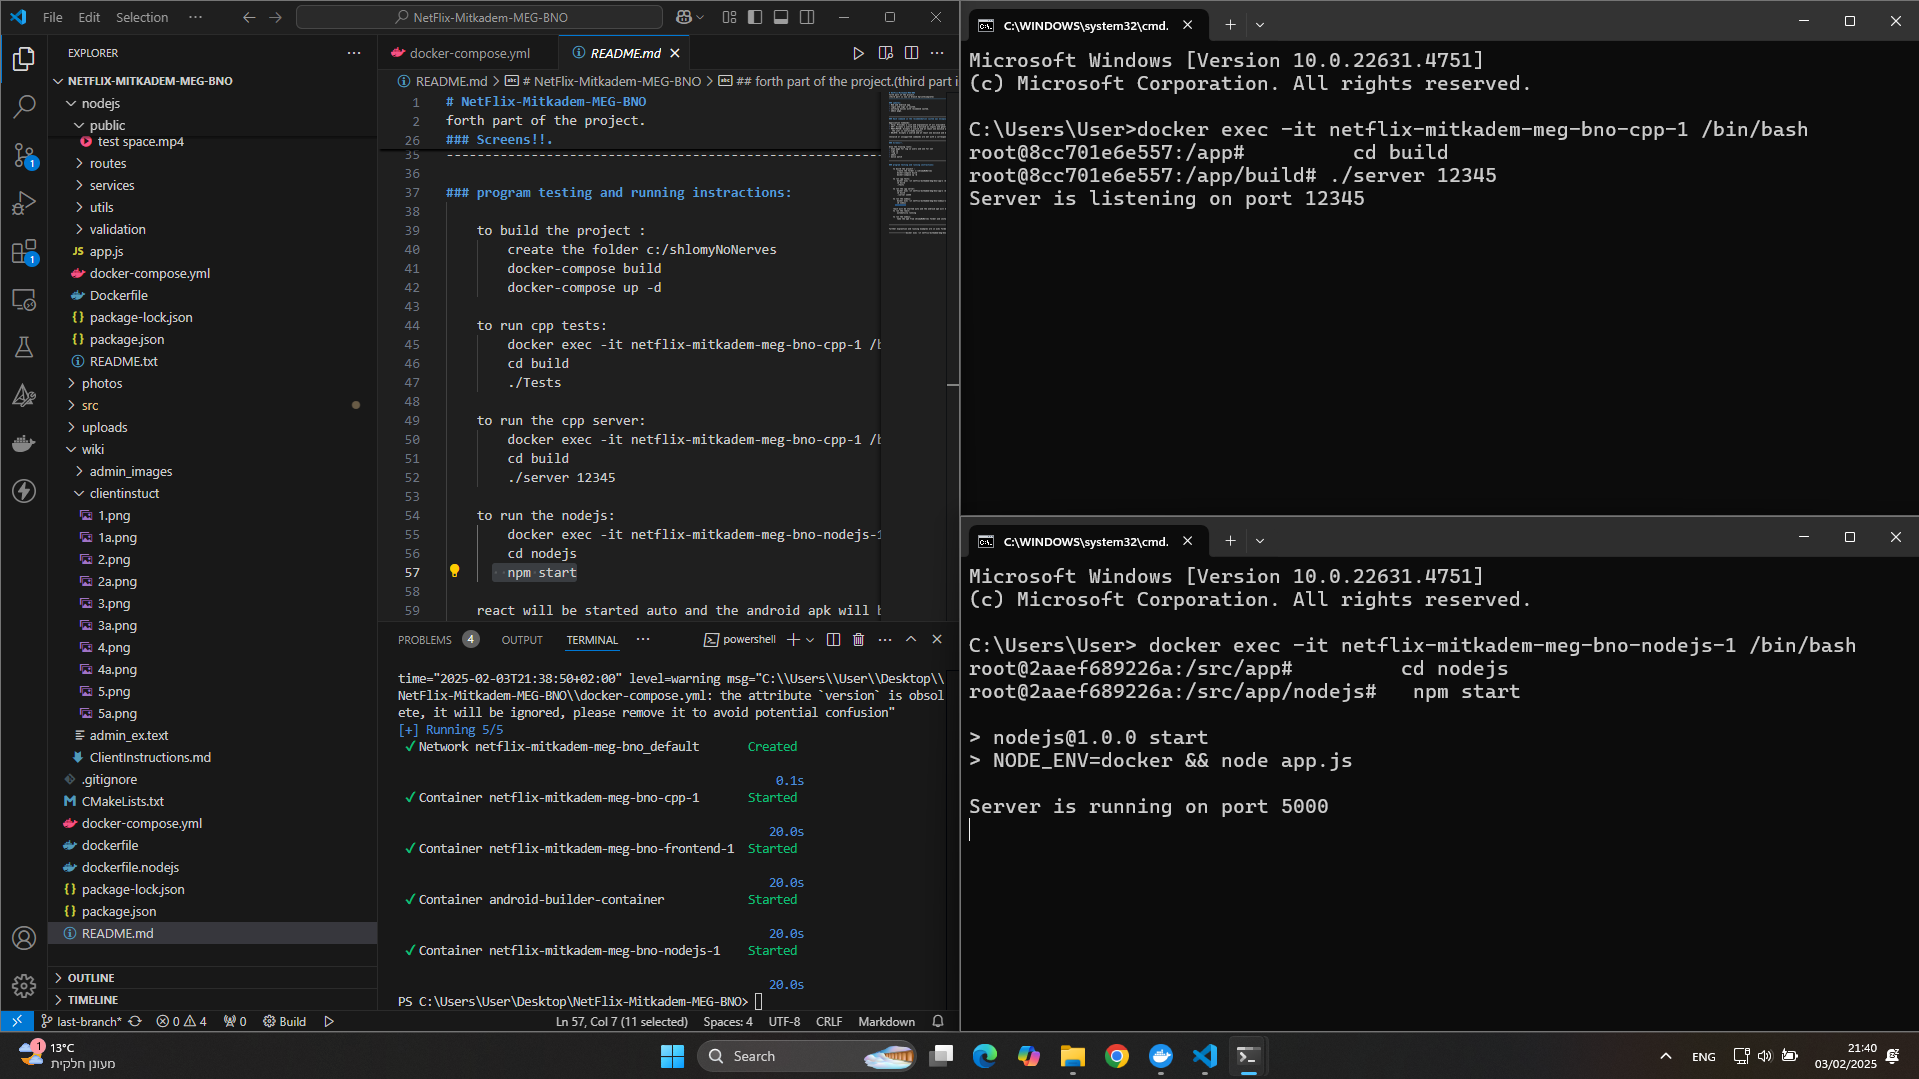 File Edit Selection ···
NetFlix-Mitkadem-MEG-BNO
EXPLORER
NETFLIX-MITKADEM-MEG-BNO
nodejs
public
test space.mp4
routes
services
utils
validation
JS app.js
docker-compose.yml
Dockerfile
{} package-lock.json
{} package.json
README.txt
photos
src
uploads
wiki
admin_images
clientinstuct
1.png
1a.png
2.png
2a.png
3.png
3a.png
4.png
4a.png
5.png
5a.png
admin_ex.text
ClientInstructions.md
.gitignore
M CMakeLists.txt
docker-compose.yml
dockerfile
dockerfile.nodejs
{} package-lock.json
{} package.json
README.md
OUTLINE
TIMELINE
1
1
docker-compose.yml
README.md
README.md > # NetFlix-Mitkadem-MEG-BNO > ## forth part of the project.(third part i
1 # NetFlix-Mitkadem-MEG-BNO
2 forth part of the project.
26 ### Screens!!.
35 --------------------------------------------------------
36
37 ### program testing and running instractions:
38
39 to build the project :
40 create the folder c:/shlomyNoNerves
41 docker-compose build
42 docker-compose up -d
43
44 to run cpp tests:
45 docker exec -it netflix-mitkadem-meg-bno-cpp-1 /b
46 cd build
47 ./Tests
48
49 to run the cpp server:
50 docker exec -it netflix-mitkadem-meg-bno-cpp-1 /b
51 cd build
52 ./server 12345
53
54 to run the nodejs:
55 docker exec -it netflix-mitkadem-meg-bno-nodejs-1
56 cd nodejs
57 npm start
58
59 react will be started auto and the android apk will b
PROBLEMS 4 OUTPUT TERMINAL ··· powershell
time="2025-02-03T21:38:50+02:00" level=warning msg="C:\\Users\\User\\Desktop\\
NetFlix-Mitkadem-MEG-BNO\\docker-compose.yml: the attribute `version` is obsol
ete, it will be ignored, please remove it to avoid potential confusion"
[+] Running 5/5
✔ Network netflix-mitkadem-meg-bno_default Created
0.1s
✔ Container netflix-mitkadem-meg-bno-cpp-1 Started
20.0s
✔ Container netflix-mitkadem-meg-bno-frontend-1 Started
20.0s
✔ Container android-builder-container Started
20.0s
✔ Container netflix-mitkadem-meg-bno-nodejs-1 Started
20.0s
PS C:\Users\User\Desktop\NetFlix-Mitkadem-MEG-BNO>
last-branch* 0 4 0 Build Ln 57, Col 7 (11 selected) Spaces: 4 UTF-8 CRLF Markdown
C:\WINDOWS\system32\cmd.
Microsoft Windows [Version 10.0.22631.4751]
(c) Microsoft Corporation. All rights reserved.
C:\Users\User>docker exec -it netflix-mitkadem-meg-bno-cpp-1 /bin/bash
root@8cc701e6e557:/app# cd build
root@8cc701e6e557:/app/build# ./server 12345
Server is listening on port 12345
C:\WINDOWS\system32\cmd.
Microsoft Windows [Version 10.0.22631.4751]
(c) Microsoft Corporation. All rights reserved.
C:\Users\User> docker exec -it netflix-mitkadem-meg-bno-nodejs-1 /bin/bash
root@2aaef689226a:/src/app# cd nodejs
root@2aaef689226a:/src/app/nodejs# npm start
> nodejs@1.0.0 start
> NODE_ENV=docker && node app.js
Server is running on port 5000
1
13°C
מעונן חלקית
Search
ENG
21:40
03/02/2025